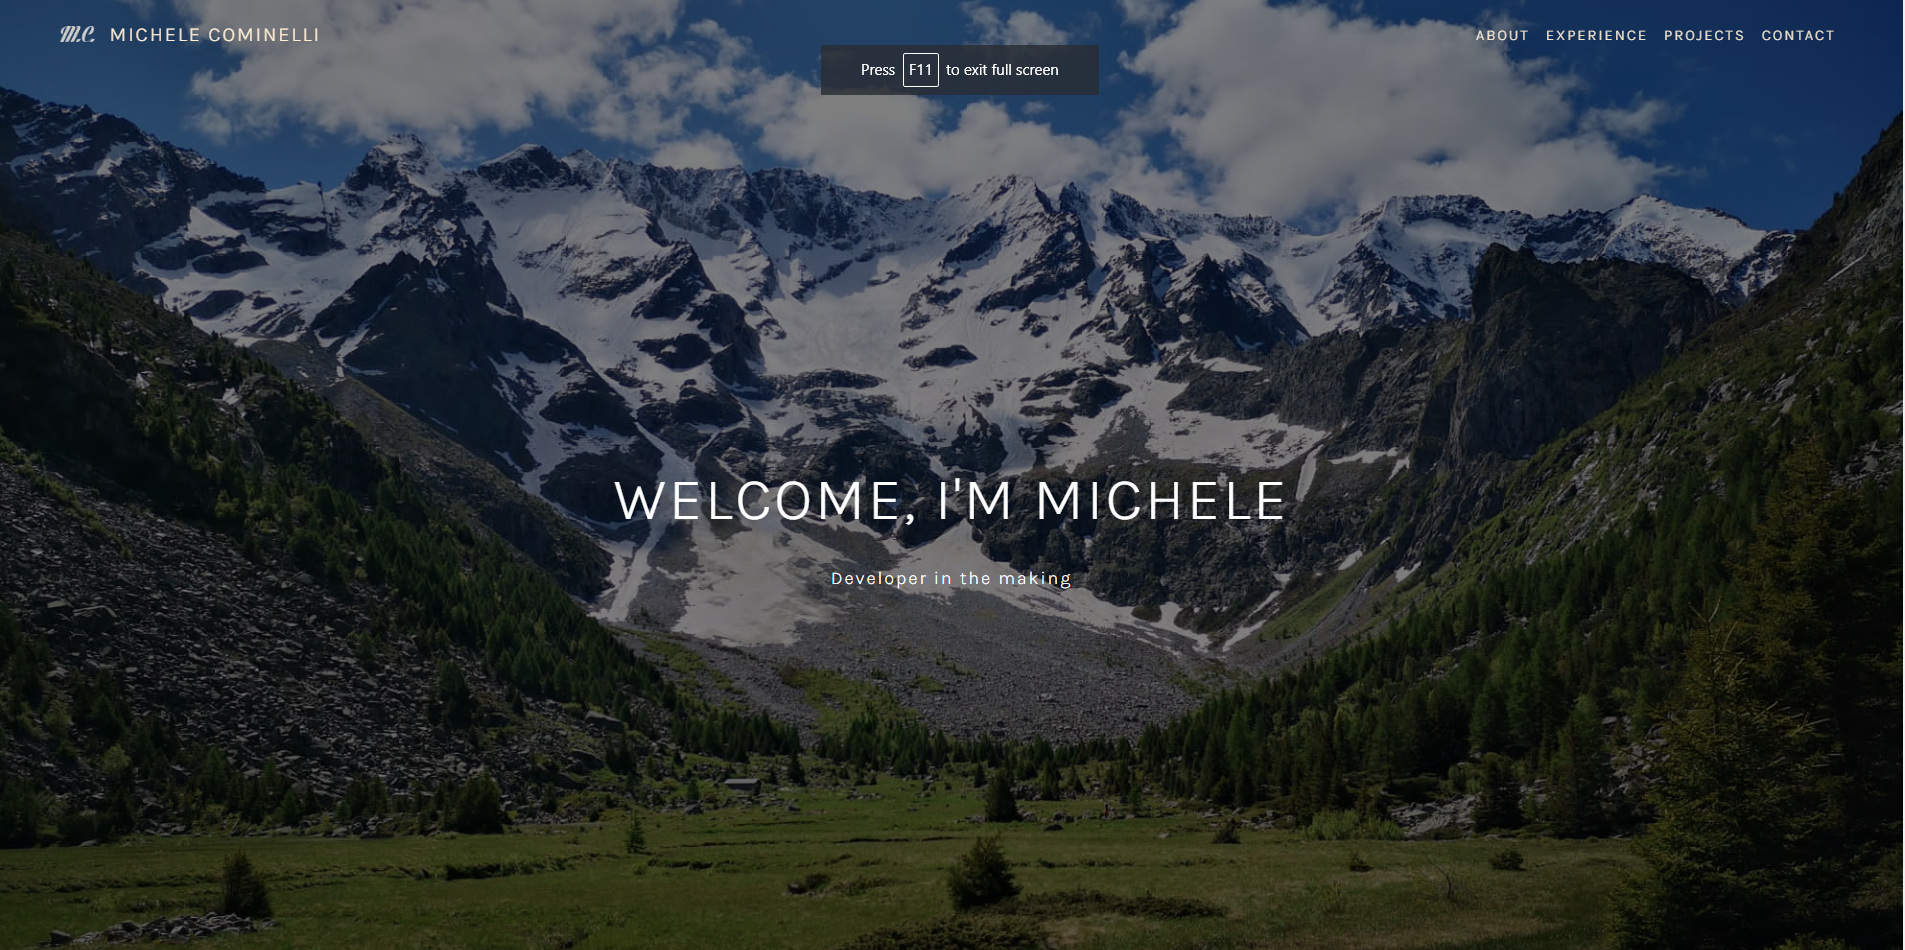 M.C. MICHELE COMINELLI
ABOUT EXPERIENCE PROJECTS CONTACT
Press F11 to exit full screen
WELCOME, I'M MICHELE
Developer in the making